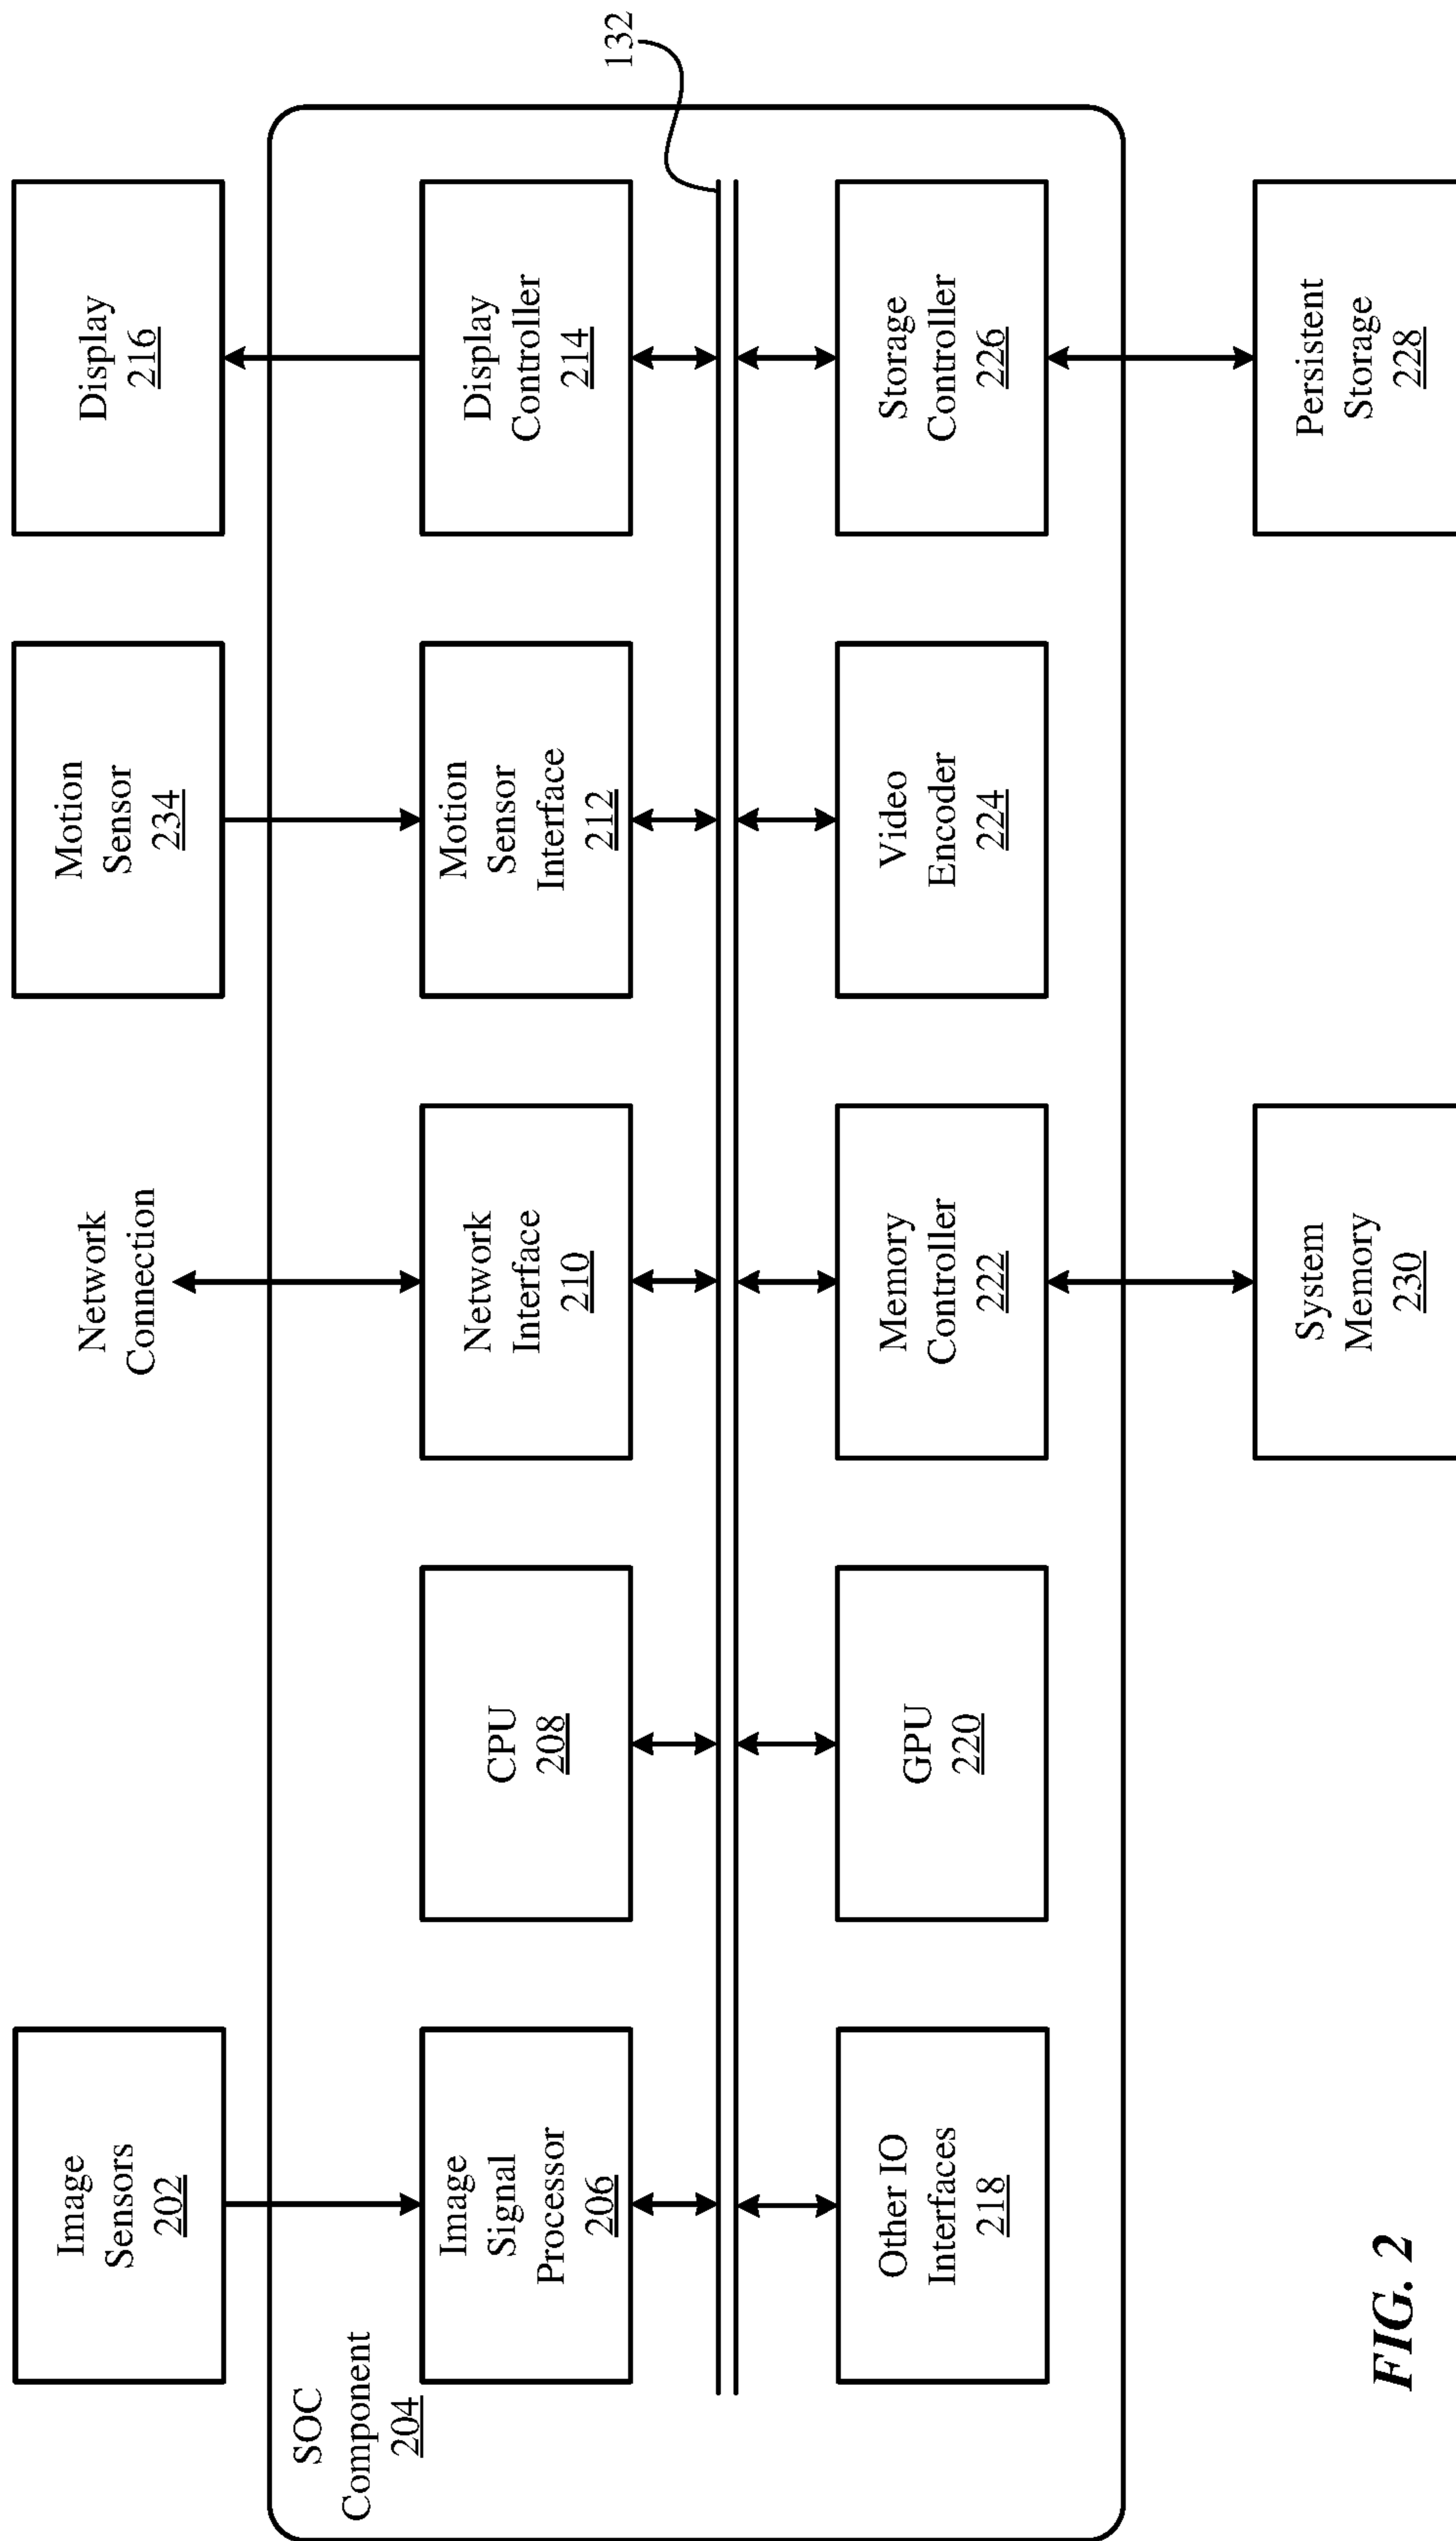 Image
Sensors
202
Network
Connection
Motion
Sensor
234
Display
216
SOC
Component
204
Image
Signal
Processor
206
CPU
208
Network
Interface
210
Motion
Sensor
Interface
212
Display
Controller
214
132
Other IO
Interfaces
218
GPU
220
Memory
Controller
222
Video
Encoder
224
Storage
Controller
226
System
Memory
230
Persistent
Storage
228
FIG. 2